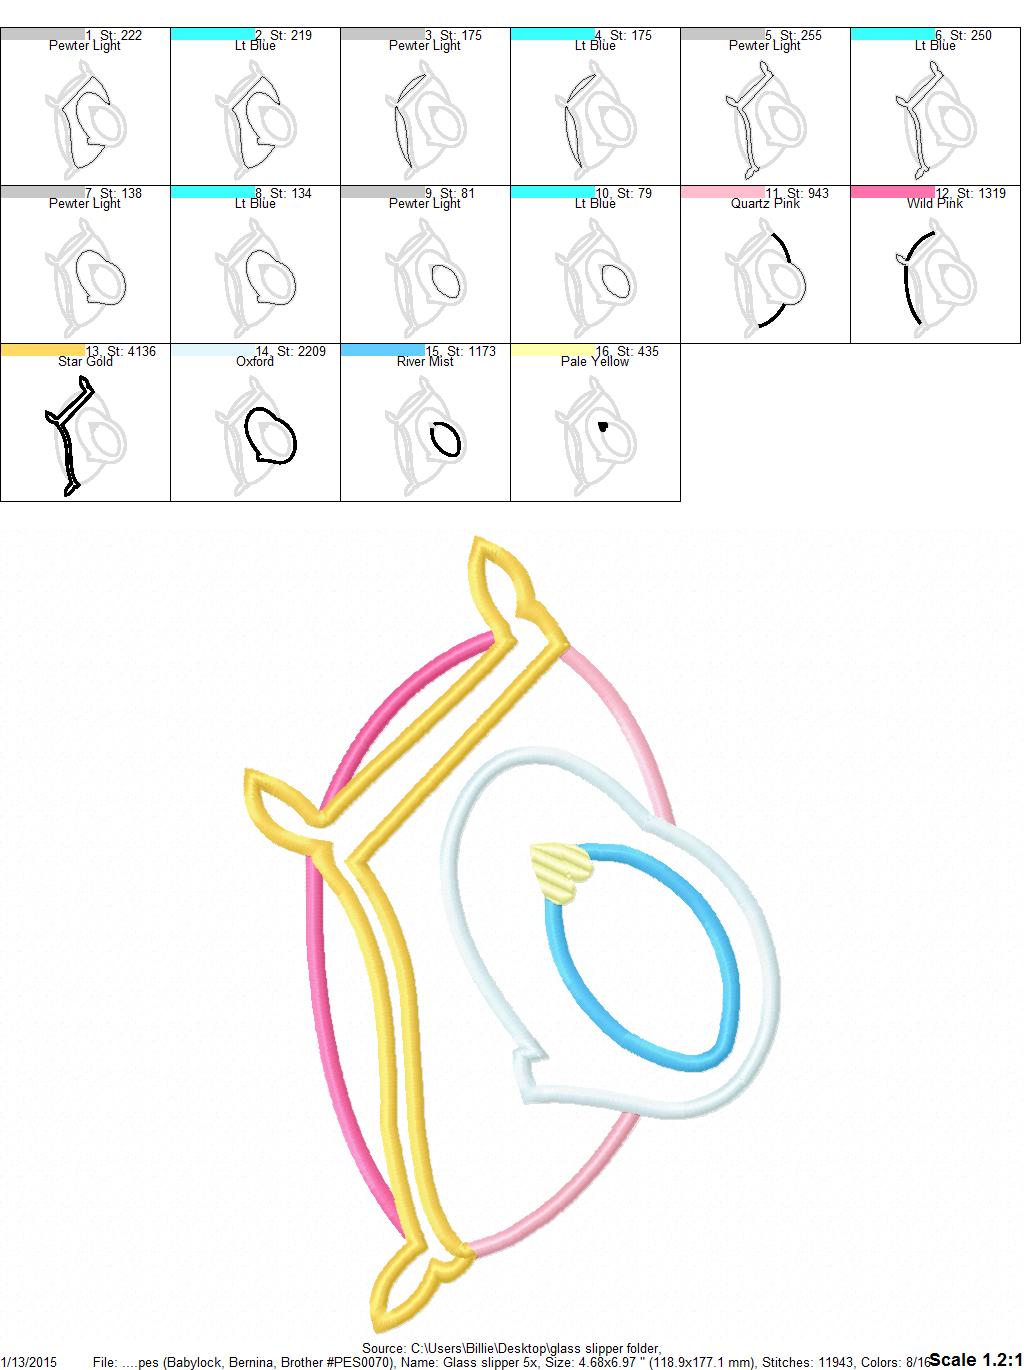 1, St: 222
Pewter Light
2, St: 219
Lt Blue
3, St: 175
Pewter Light
4, St: 175
Lt Blue
5, St: 255
Pewter Light
6, St: 250
Lt Blue
7, St: 138
Pewter Light
8, St: 134
Lt Blue
9, St: 81
Pewter Light
10, St: 79
Lt Blue
11, St: 943
Quartz Pink
12, St: 1319
Wild Pink
13, St: 4136
Star Gold
14, St: 2209
Oxford
15, St: 1173
River Mist
16, St: 435
Pale Yellow
Source: C:\Users\Billie\Desktop\glass slipper folder,
1/13/2015 File: ....pes (Babylock, Bernina, Brother #PES0070), Name: Glass slipper 5x, Size: 4.68x6.97 " (118.9x177.1 mm), Stitches: 11943, Colors: 8/16 Scale 1.2:1